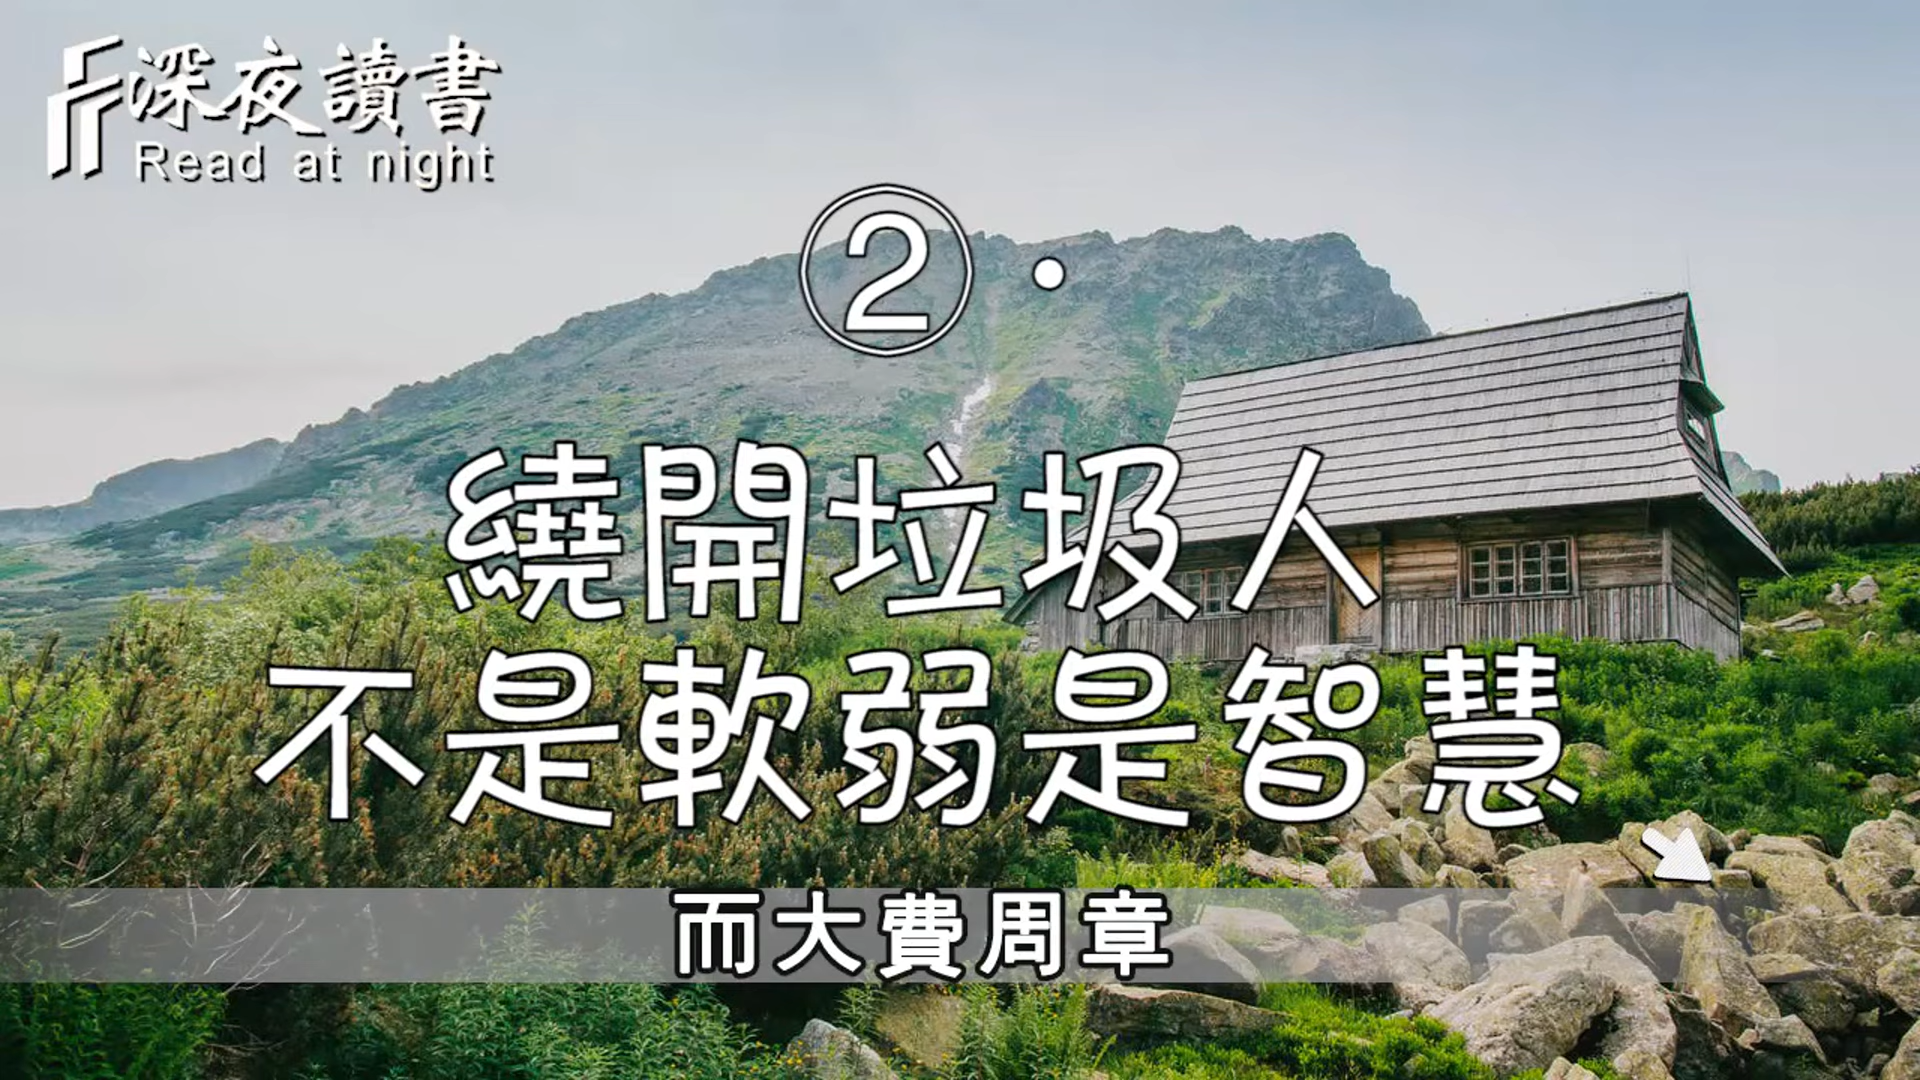 深夜讀書
Read at night
②·
繞開垃圾人
不是軟弱是智慧
而大費周章